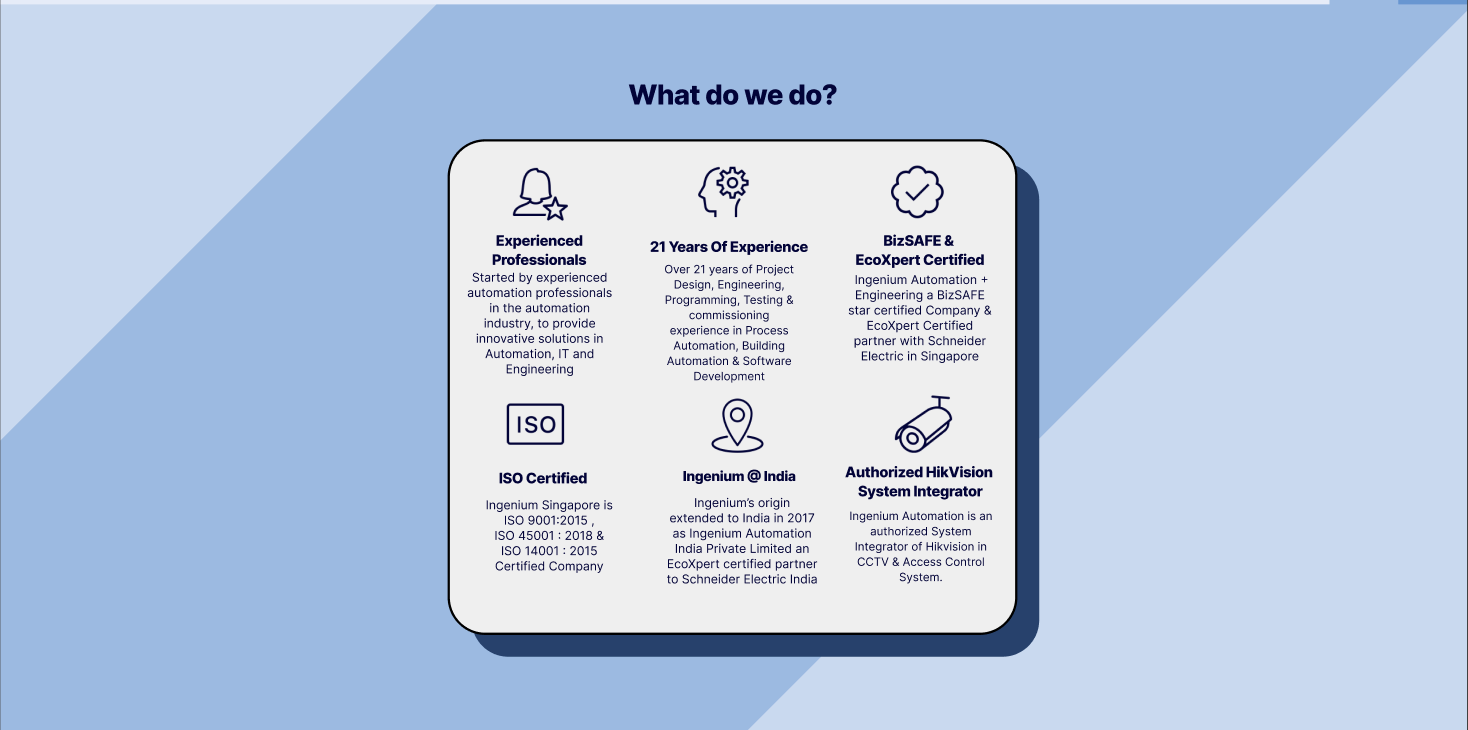 What do we do?
Experienced
Professionals
Started by experienced
automation professionals
in the automation
industry, to provide
innovative solutions in
Automation, IT and
Engineering
21 Years Of Experience
Over 21 years of Project
Design, Engineering,
Programming, Testing &
commissioning
experience in Process
Automation, Building
Automation & Software
Development
BizSAFE &
EcoXpert Certified
Ingenium Automation +
Engineering a BizSAFE
star certified Company &
EcoXpert Certified
partner with Schneider
Electric in Singapore
ISO
ISO Certified
Ingenium Singapore is
ISO 9001:2015 ,
ISO 45001 : 2018 &
ISO 14001 : 2015
Certified Company
Ingenium @ India
Ingenium’s origin
extended to India in 2017
as Ingenium Automation
India Private Limited an
EcoXpert certified partner
to Schneider Electric India
Authorized HikVision
System Integrator
Ingenium Automation is an
authorized System
Integrator of Hikvision in
CCTV & Access Control
System.